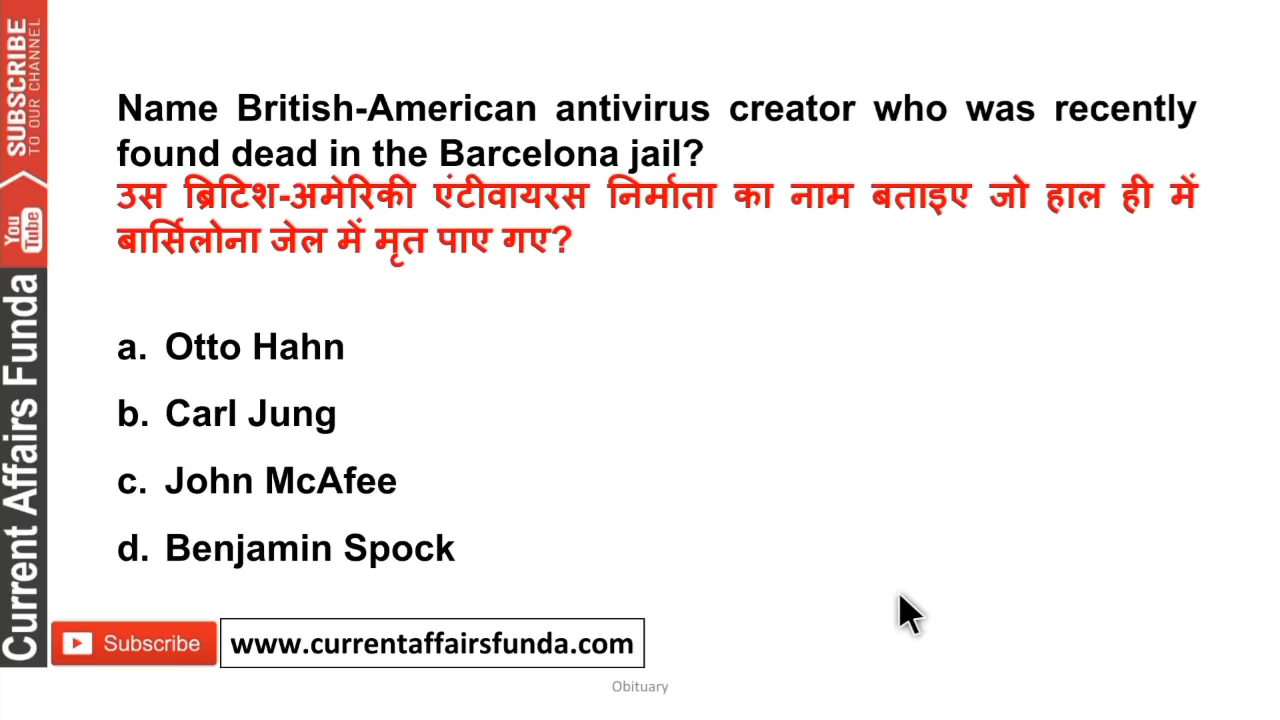 SUBSCRIBE
TO OUR CHANNEL
You Tube
Current Affairs Funda
Name British-American antivirus creator who was recently
found dead in the Barcelona jail?
उस ब्रिटिश-अमेरिकी एंटीवायरस निर्माता का नाम बताइए जो हाल ही में
बार्सिलोना जेल में मृत पाए गए?
a. Otto Hahn
b. Carl Jung
c. John McAfee
d. Benjamin Spock
Subscribe
www.currentaffairsfunda.com
Obituary